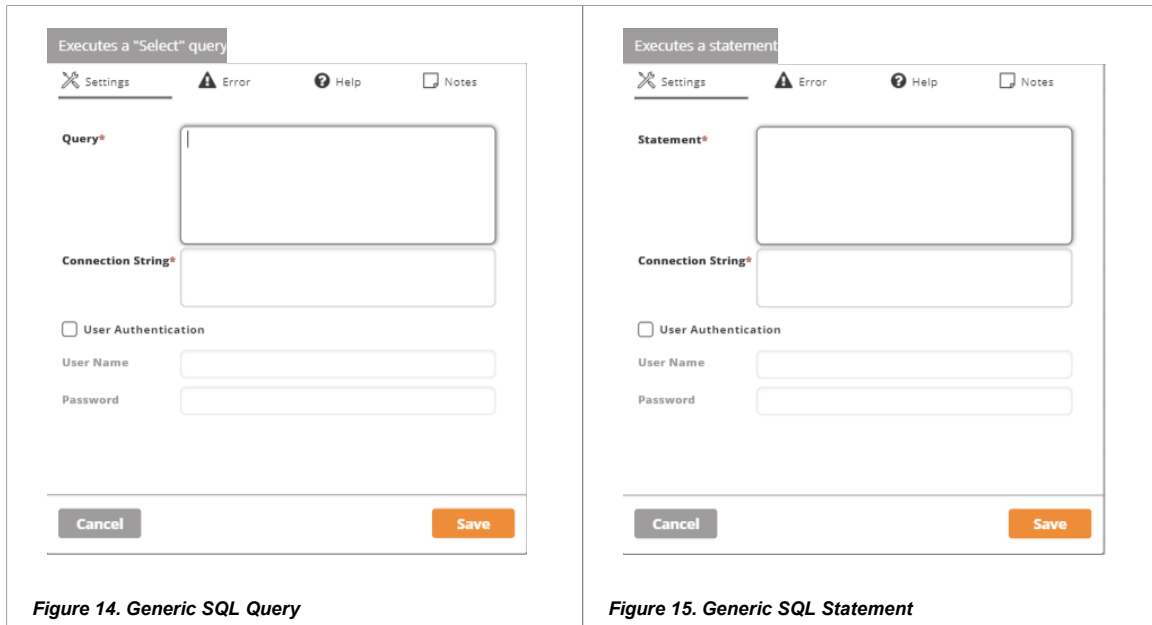 Executes a "Select" query
Settings Error Help Notes
Query*
Connection String*
User Authentication
User Name
Password
Cancel Save
Figure 14. Generic SQL Query
Executes a statement
Settings Error Help Notes
Statement*
Connection String*
User Authentication
User Name
Password
Cancel Save
Figure 15. Generic SQL Statement